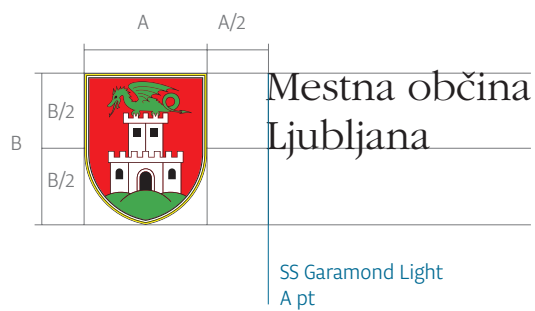 A A/2
Mestna občina
B/2
Ljubljana
B
B/2
SS Garamond Light
A pt